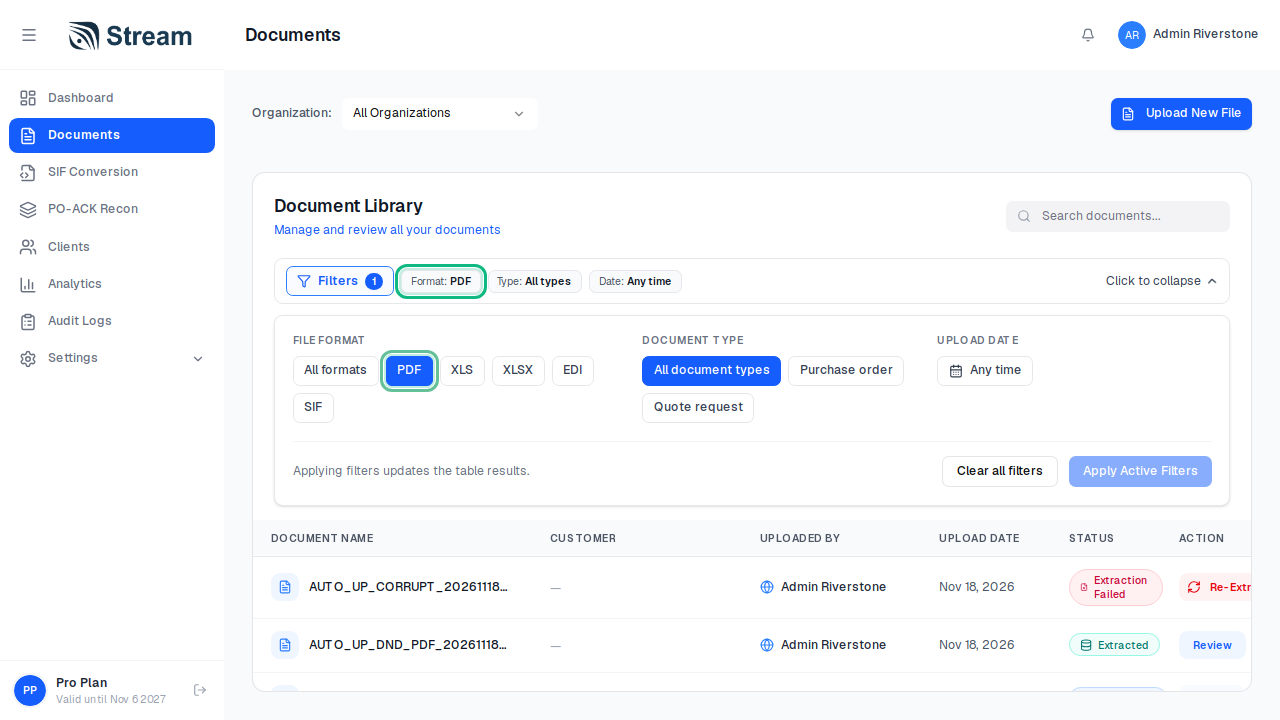 Stream
Documents
AR
Admin Riverstone
Dashboard
Documents
SIF Conversion
PO-ACK Recon
Clients
Analytics
Audit Logs
Settings
Organization:
All Organizations
Upload New File
Document Library
Manage and review all your documents
Search documents...
Filters 1
Format: PDF
Type: All types
Date: Any time
Click to collapse
FILE FORMAT
All formats
PDF
XLS
XLSX
EDI
SIF
DOCUMENT TYPE
All document types
Purchase order
Quote request
UPLOAD DATE
Any time
Applying filters updates the table results.
Clear all filters
Apply Active Filters
DOCUMENT NAME
CUSTOMER
UPLOADED BY
UPLOAD DATE
STATUS
ACTION
AUTO_UP_CORRUPT_20261118...
—
Admin Riverstone
Nov 18, 2026
Extraction
Failed
Re-Extr
AUTO_UP_DND_PDF_20261118...
—
Admin Riverstone
Nov 18, 2026
Extracted
Review
PP
Pro Plan
Valid until Nov 6 2027